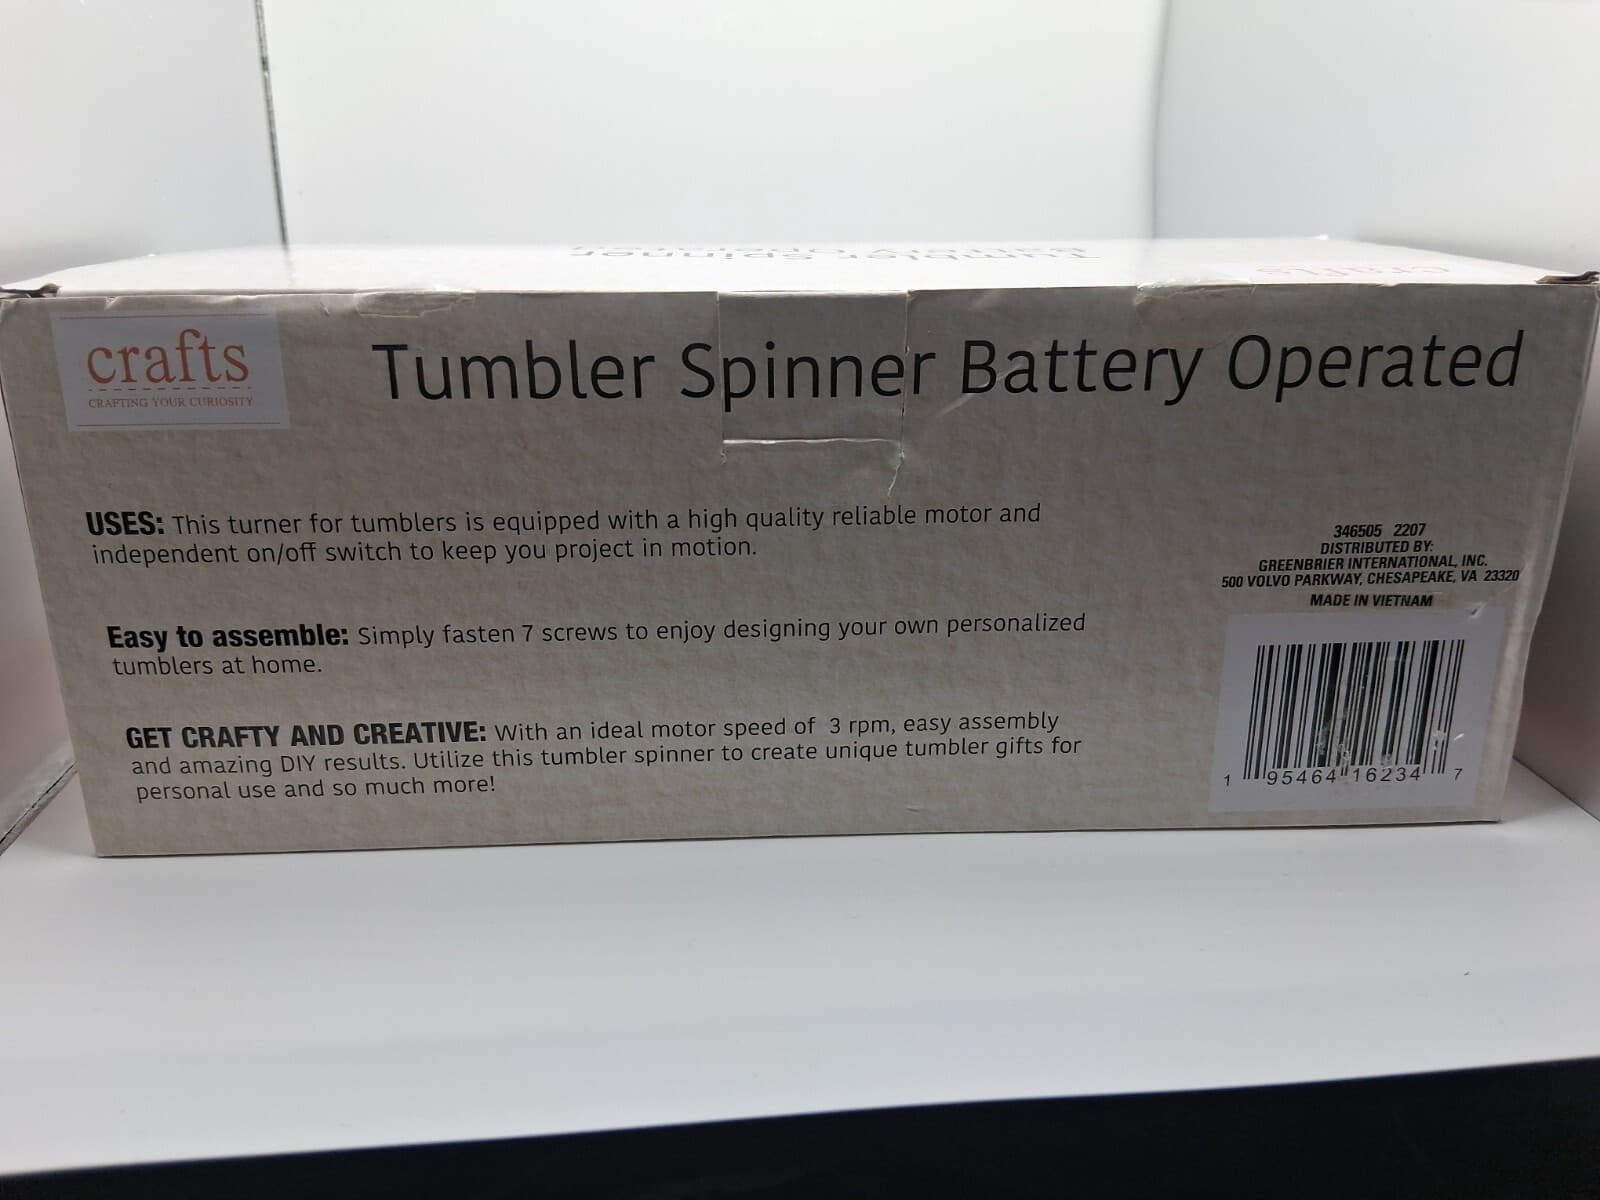 Tumbler Spinner
Battery Operated
crafts
crafts
CRAFTING YOUR CURIOSITY
Tumbler Spinner Battery Operated
USES: This turner for tumblers is equipped with a high quality reliable motor and
independent on/off switch to keep you project in motion.
Easy to assemble: Simply fasten 7 screws to enjoy designing your own personalized
tumblers at home.
GET CRAFTY AND CREATIVE: With an ideal motor speed of 3 rpm, easy assembly
and amazing DIY results. Utilize this tumbler spinner to create unique tumbler gifts for
personal use and so much more!
346505 2207
DISTRIBUTED BY:
GREENBRIER INTERNATIONAL, INC.
500 VOLVO PARKWAY, CHESAPEAKE, VA 23320
MADE IN VIETNAM
1 95464 16234 7